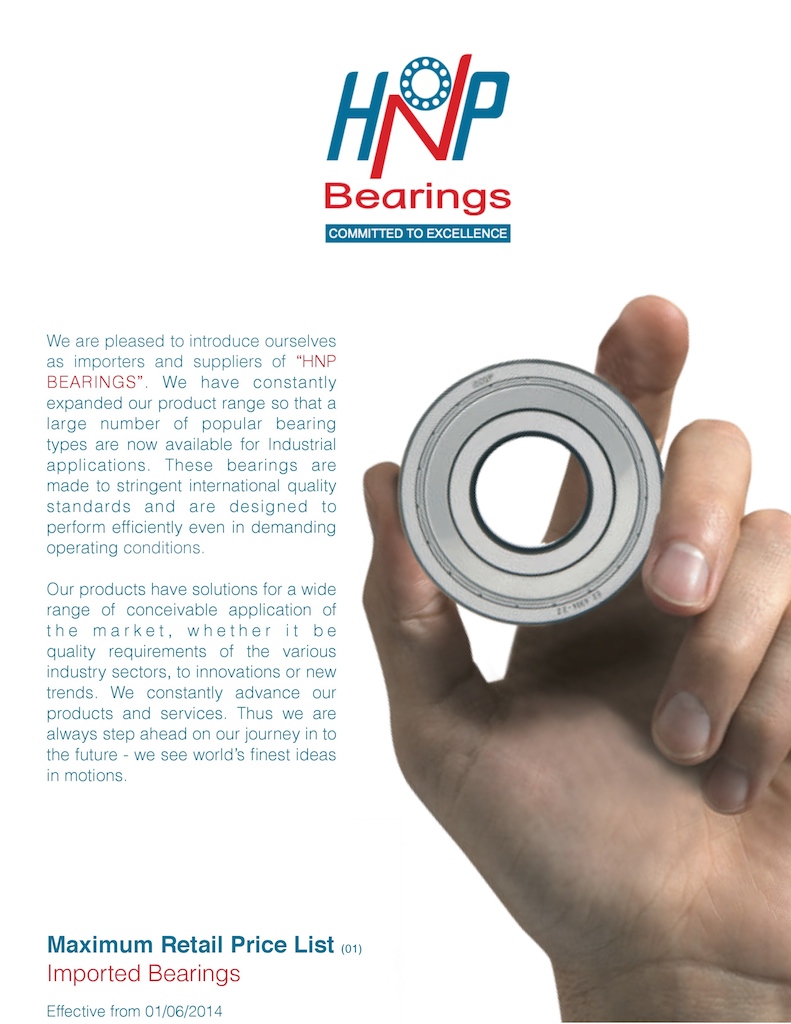 HNP
Bearings
COMMITTED TO EXCELLENCE
We are pleased to introduce ourselves
as importers and suppliers of “HNP
BEARINGS”. We have constantly
expanded our product range so that a
large number of popular bearing
types are now available for Industrial
applications. These bearings are
made to stringent international quality
standards and are designed to
perform efficiently even in demanding
operating conditions.
Our products have solutions for a wide
range of conceivable application of
the market, whether it be
quality requirements of the various
industry sectors, to innovations or new
trends. We constantly advance our
products and services. Thus we are
always step ahead on our journey in to
the future - we see world’s finest ideas
in motions.
Maximum Retail Price List (01)
Imported Bearings
Effective from 01/06/2014